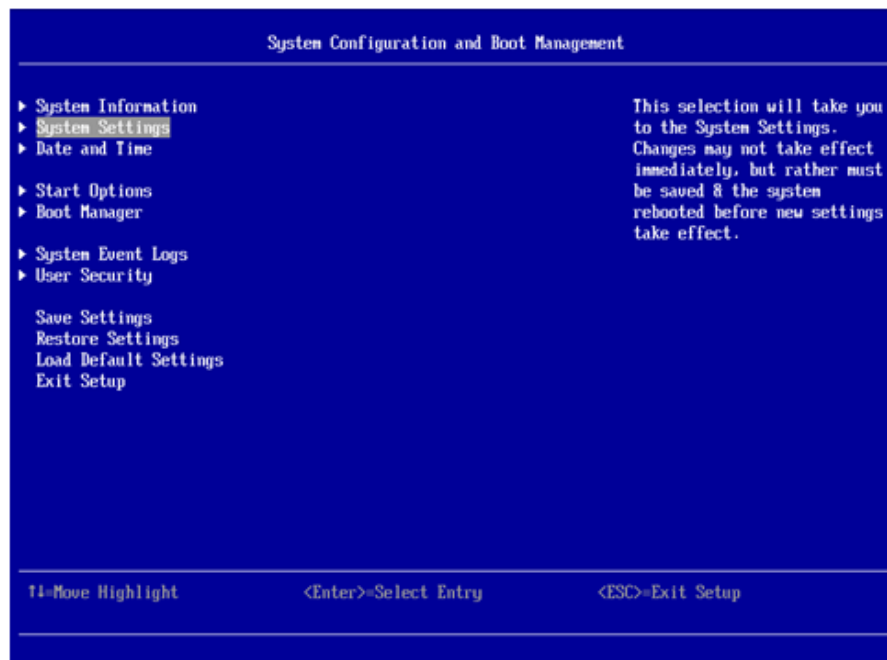 System Configuration and Boot Management
System Information
System Settings
Date and Time
Start Options
Boot Manager
System Event Logs
User Security
Save Settings
Restore Settings
Load Default Settings
Exit Setup
This selection will take you
to the System Settings.
Changes may not take effect
immediately, but rather must
be saved & the system
rebooted before new settings
take effect.
↑↓=Move Highlight
<Enter>=Select Entry
<ESC>=Exit Setup